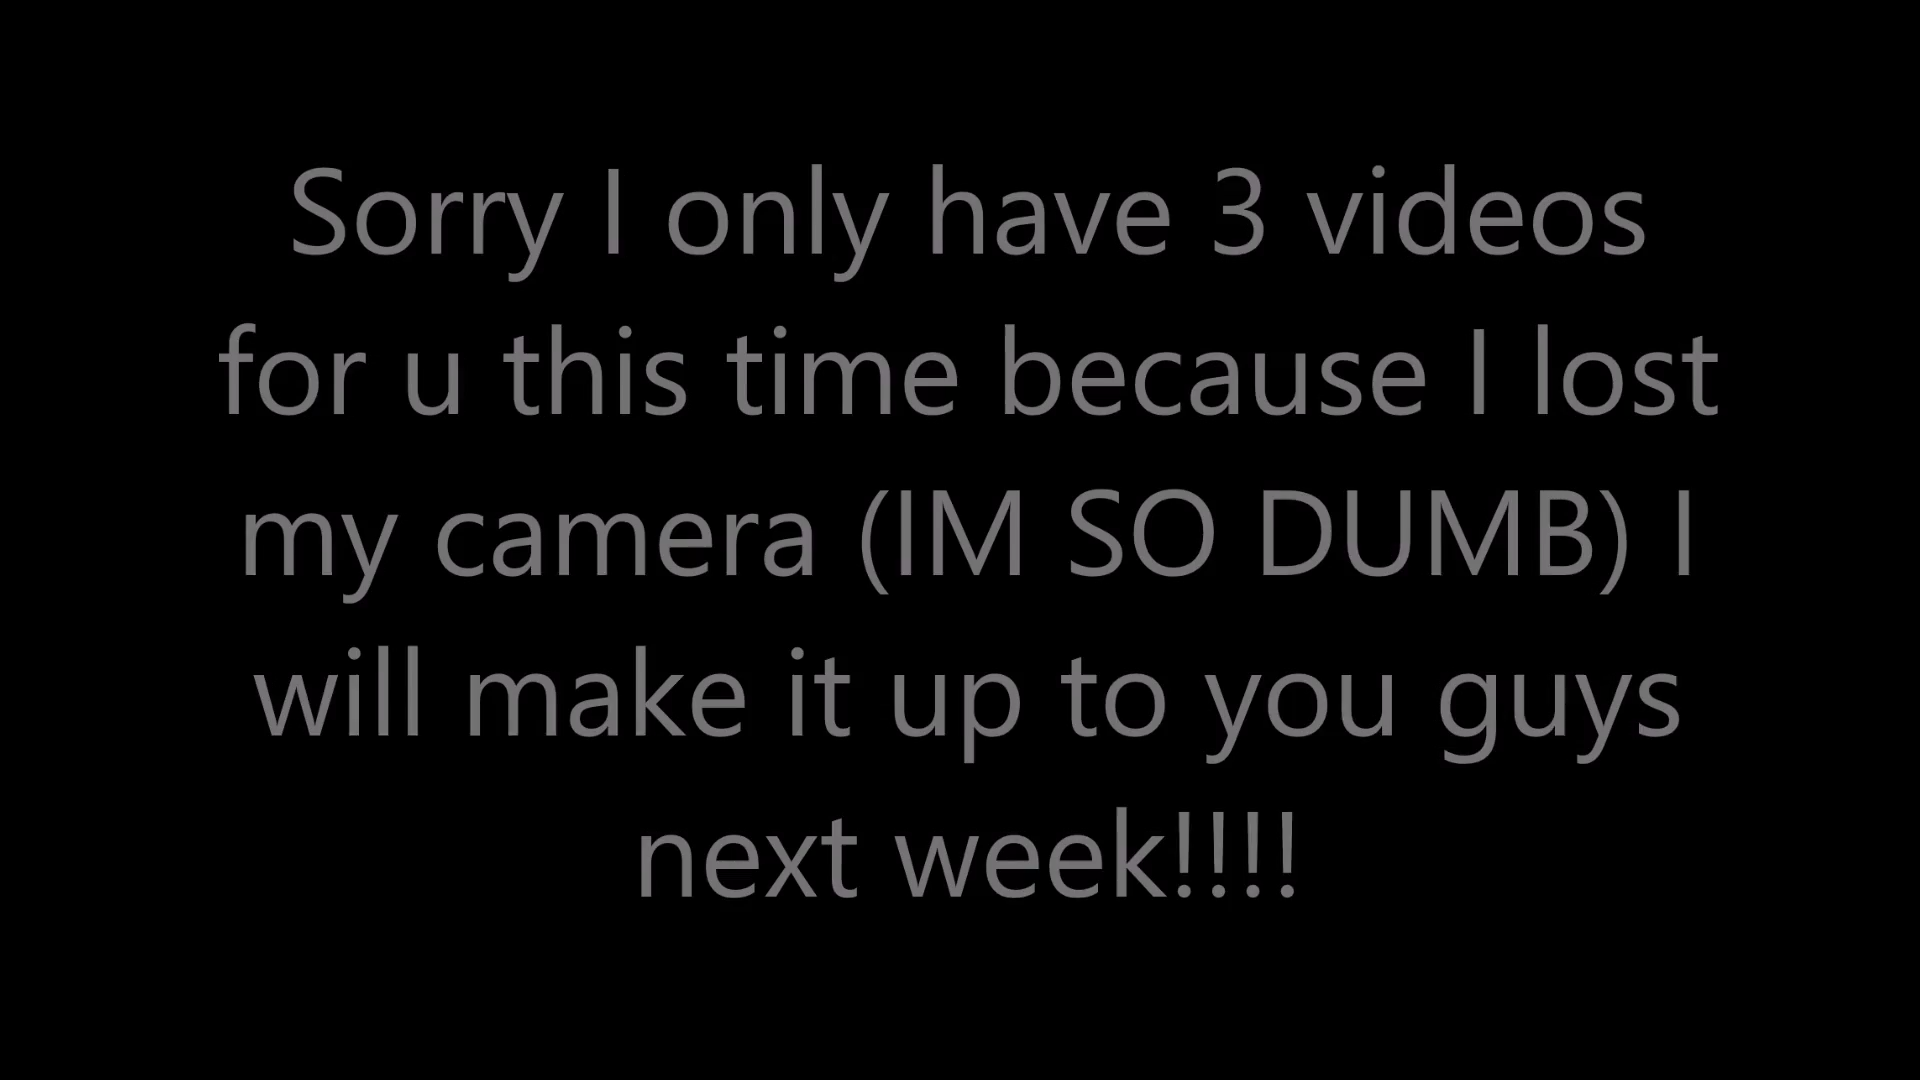 Sorry I only have 3 videos
for u this time because I lost
my camera (IM SO DUMB) I
will make it up to you guys
next week!!!!